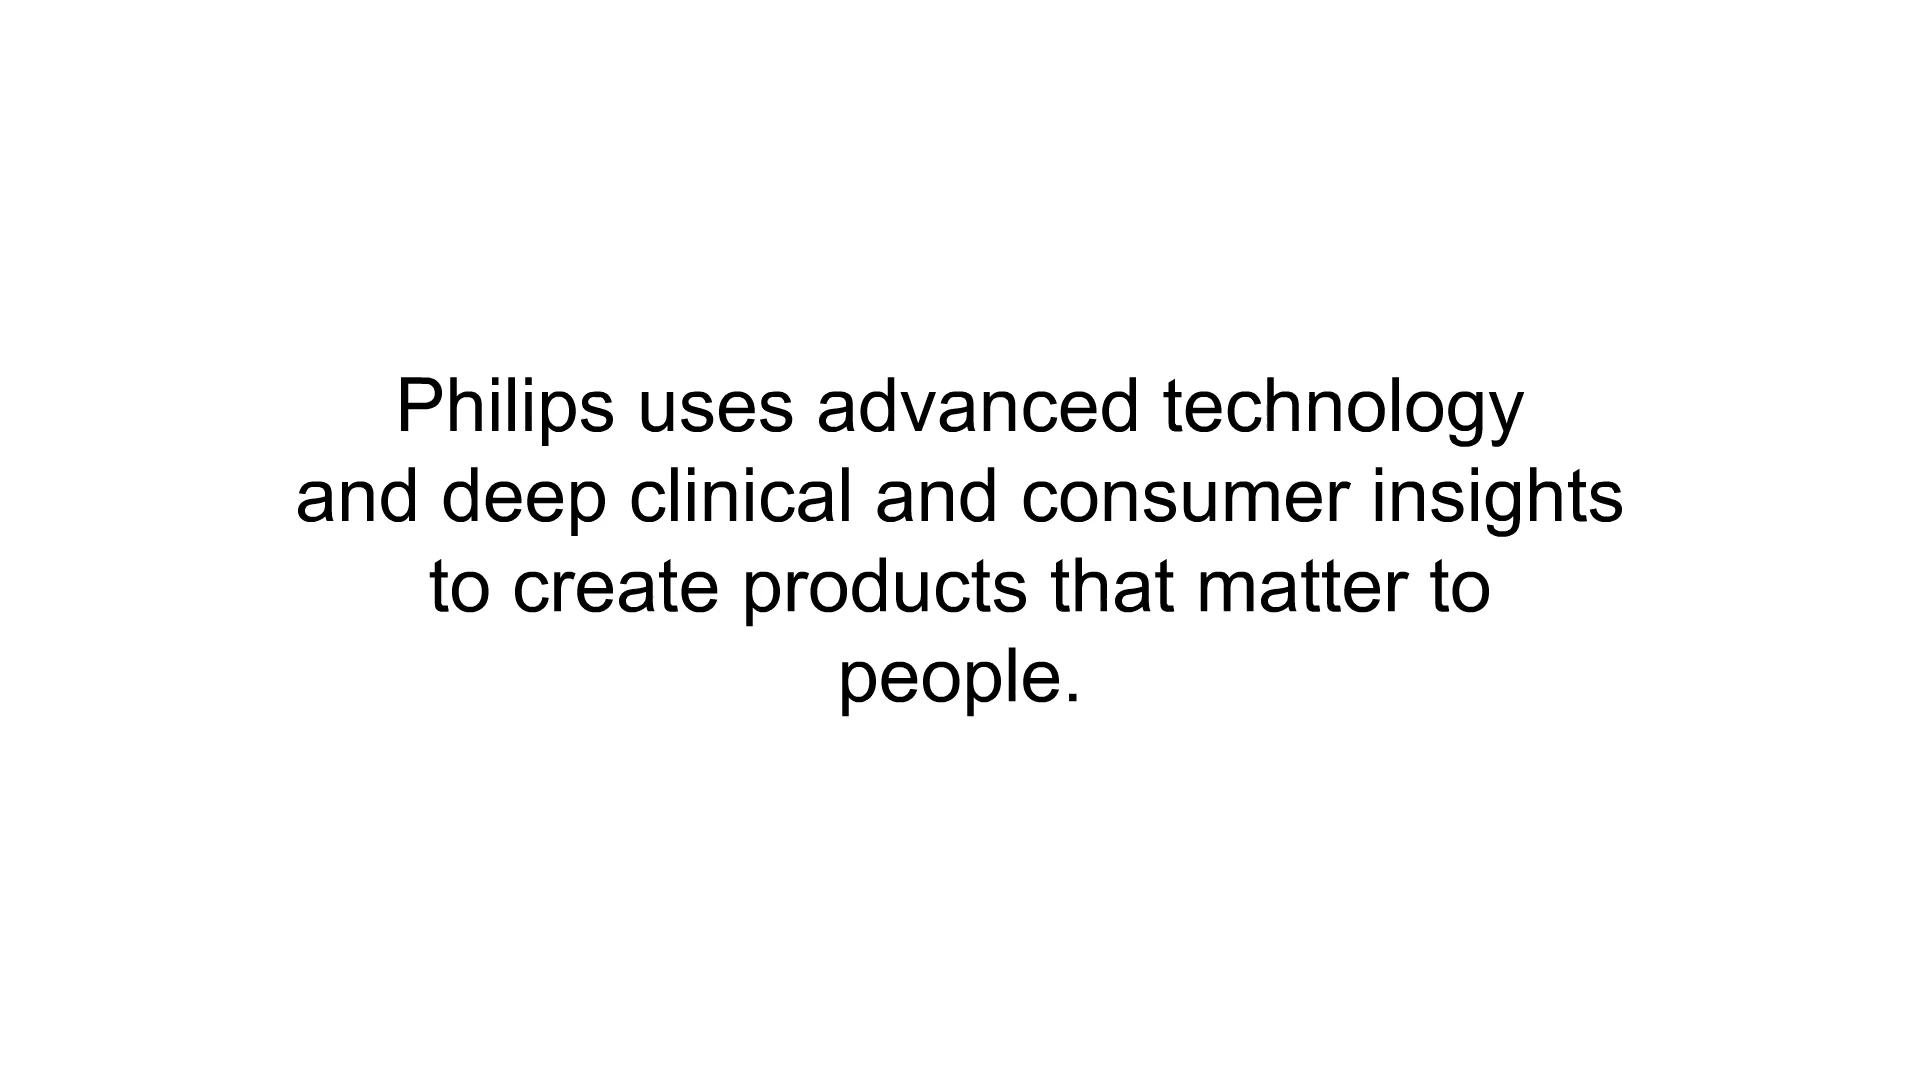 Philips uses advanced technology
and deep clinical and consumer insights
to create products that matter to
people.